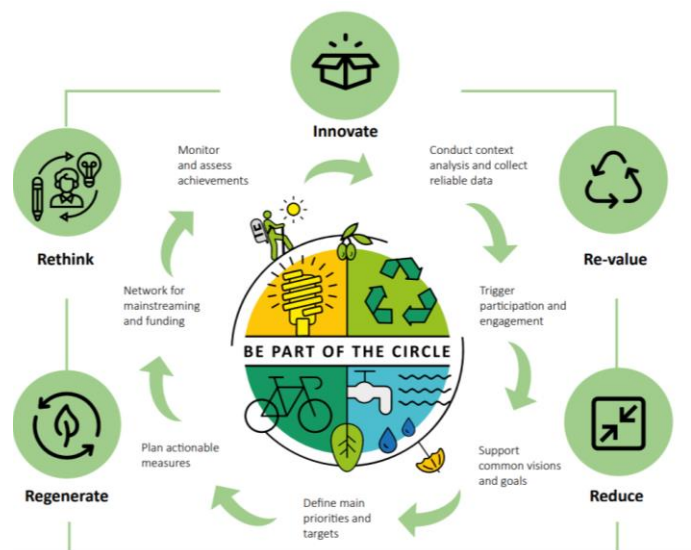 Innovate
Monitor
and assess
achievements
Conduct context
analysis and collect
reliable data
Rethink
Re-value
Network for
mainstreaming
and funding
Trigger
participation and
engagement
BE PART OF THE CIRCLE
Plan actionable
measures
Support
common visions
and goals
Regenerate
Reduce
Define main
priorities and
targets